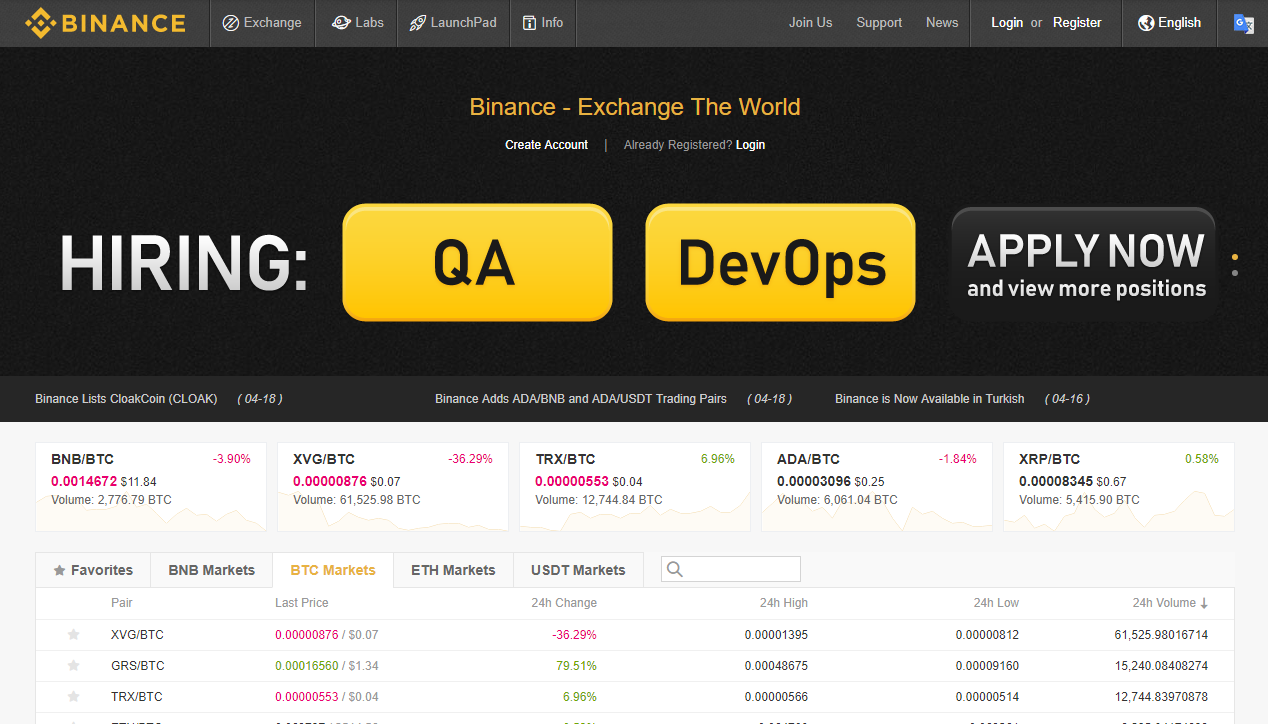 BINANCE Exchange Labs LaunchPad Info Join Us Support News Login or Register English
Binance - Exchange The World
Create Account | Already Registered? Login
HIRING: QA DevOps APPLY NOW
and view more positions
Binance Lists CloakCoin (CLOAK) ( 04-18 ) Binance Adds ADA/BNB and ADA/USDT Trading Pairs ( 04-18 ) Binance is Now Available in Turkish ( 04-16 )
BNB/BTC -3.90%
0.0014672 $11.84
Volume: 2,776.79 BTC
XVG/BTC -36.29%
0.00000876 $0.07
Volume: 61,525.98 BTC
TRX/BTC 6.96%
0.00000553 $0.04
Volume: 12,744.84 BTC
ADA/BTC -1.84%
0.00003096 $0.25
Volume: 6,061.04 BTC
XRP/BTC 0.58%
0.00008345 $0.67
Volume: 5,415.90 BTC
Favorites BNB Markets BTC Markets ETH Markets USDT Markets
Pair Last Price 24h Change 24h High 24h Low 24h Volume
XVG/BTC 0.00000876 / $0.07 -36.29% 0.00001395 0.00000812 61,525.98016714
GRS/BTC 0.00016560 / $1.34 79.51% 0.00048675 0.00009160 15,240.08408274
TRX/BTC 0.00000553 / $0.04 6.96% 0.00000566 0.00000514 12,744.83970878